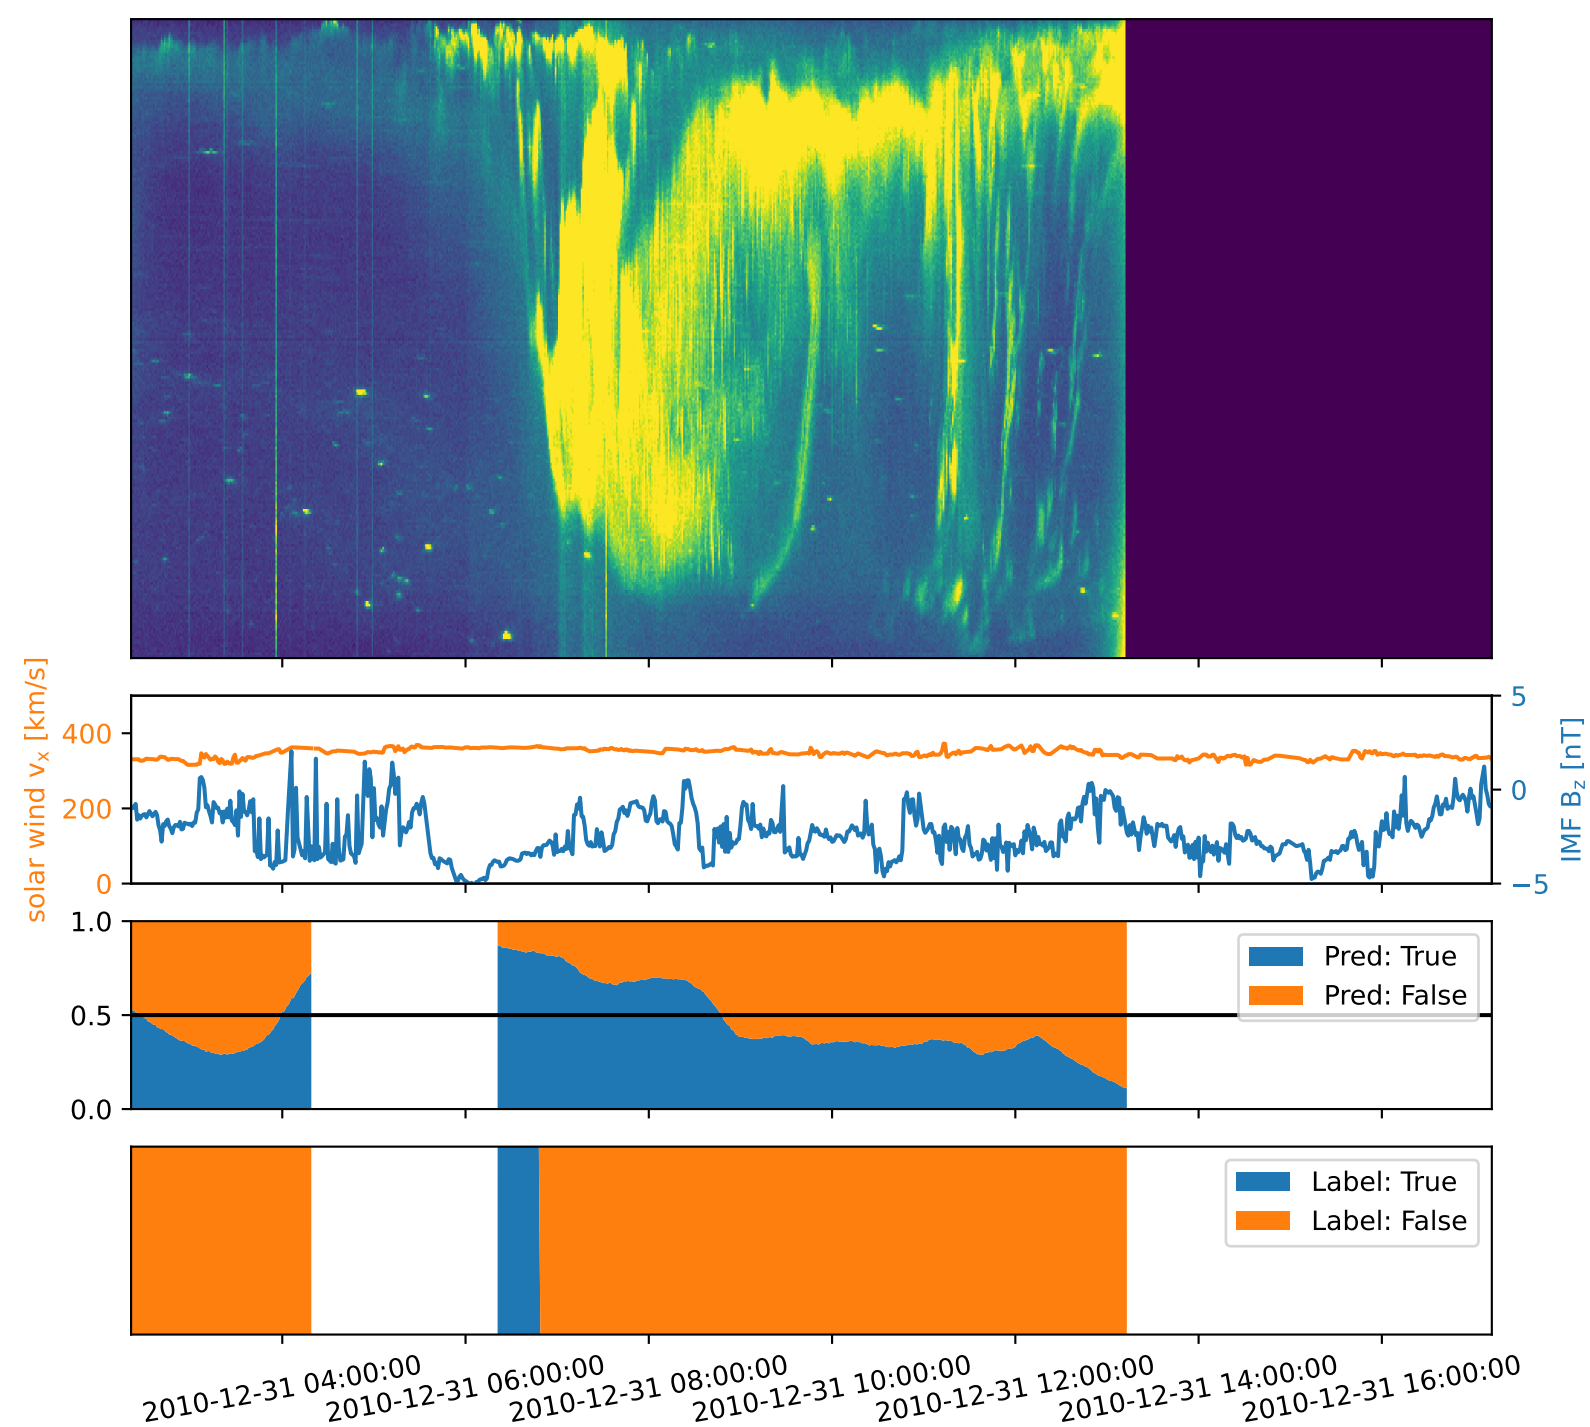 solar wind vx [km/s]
400
200
0
5
0
−5
IMF Bz [nT]
1.0
0.5
0.0
Pred: True
Pred: False
Label: True
Label: False
2010-12-31 04:00:00
2010-12-31 06:00:00
2010-12-31 08:00:00
2010-12-31 10:00:00
2010-12-31 12:00:00
2010-12-31 14:00:00
2010-12-31 16:00:00